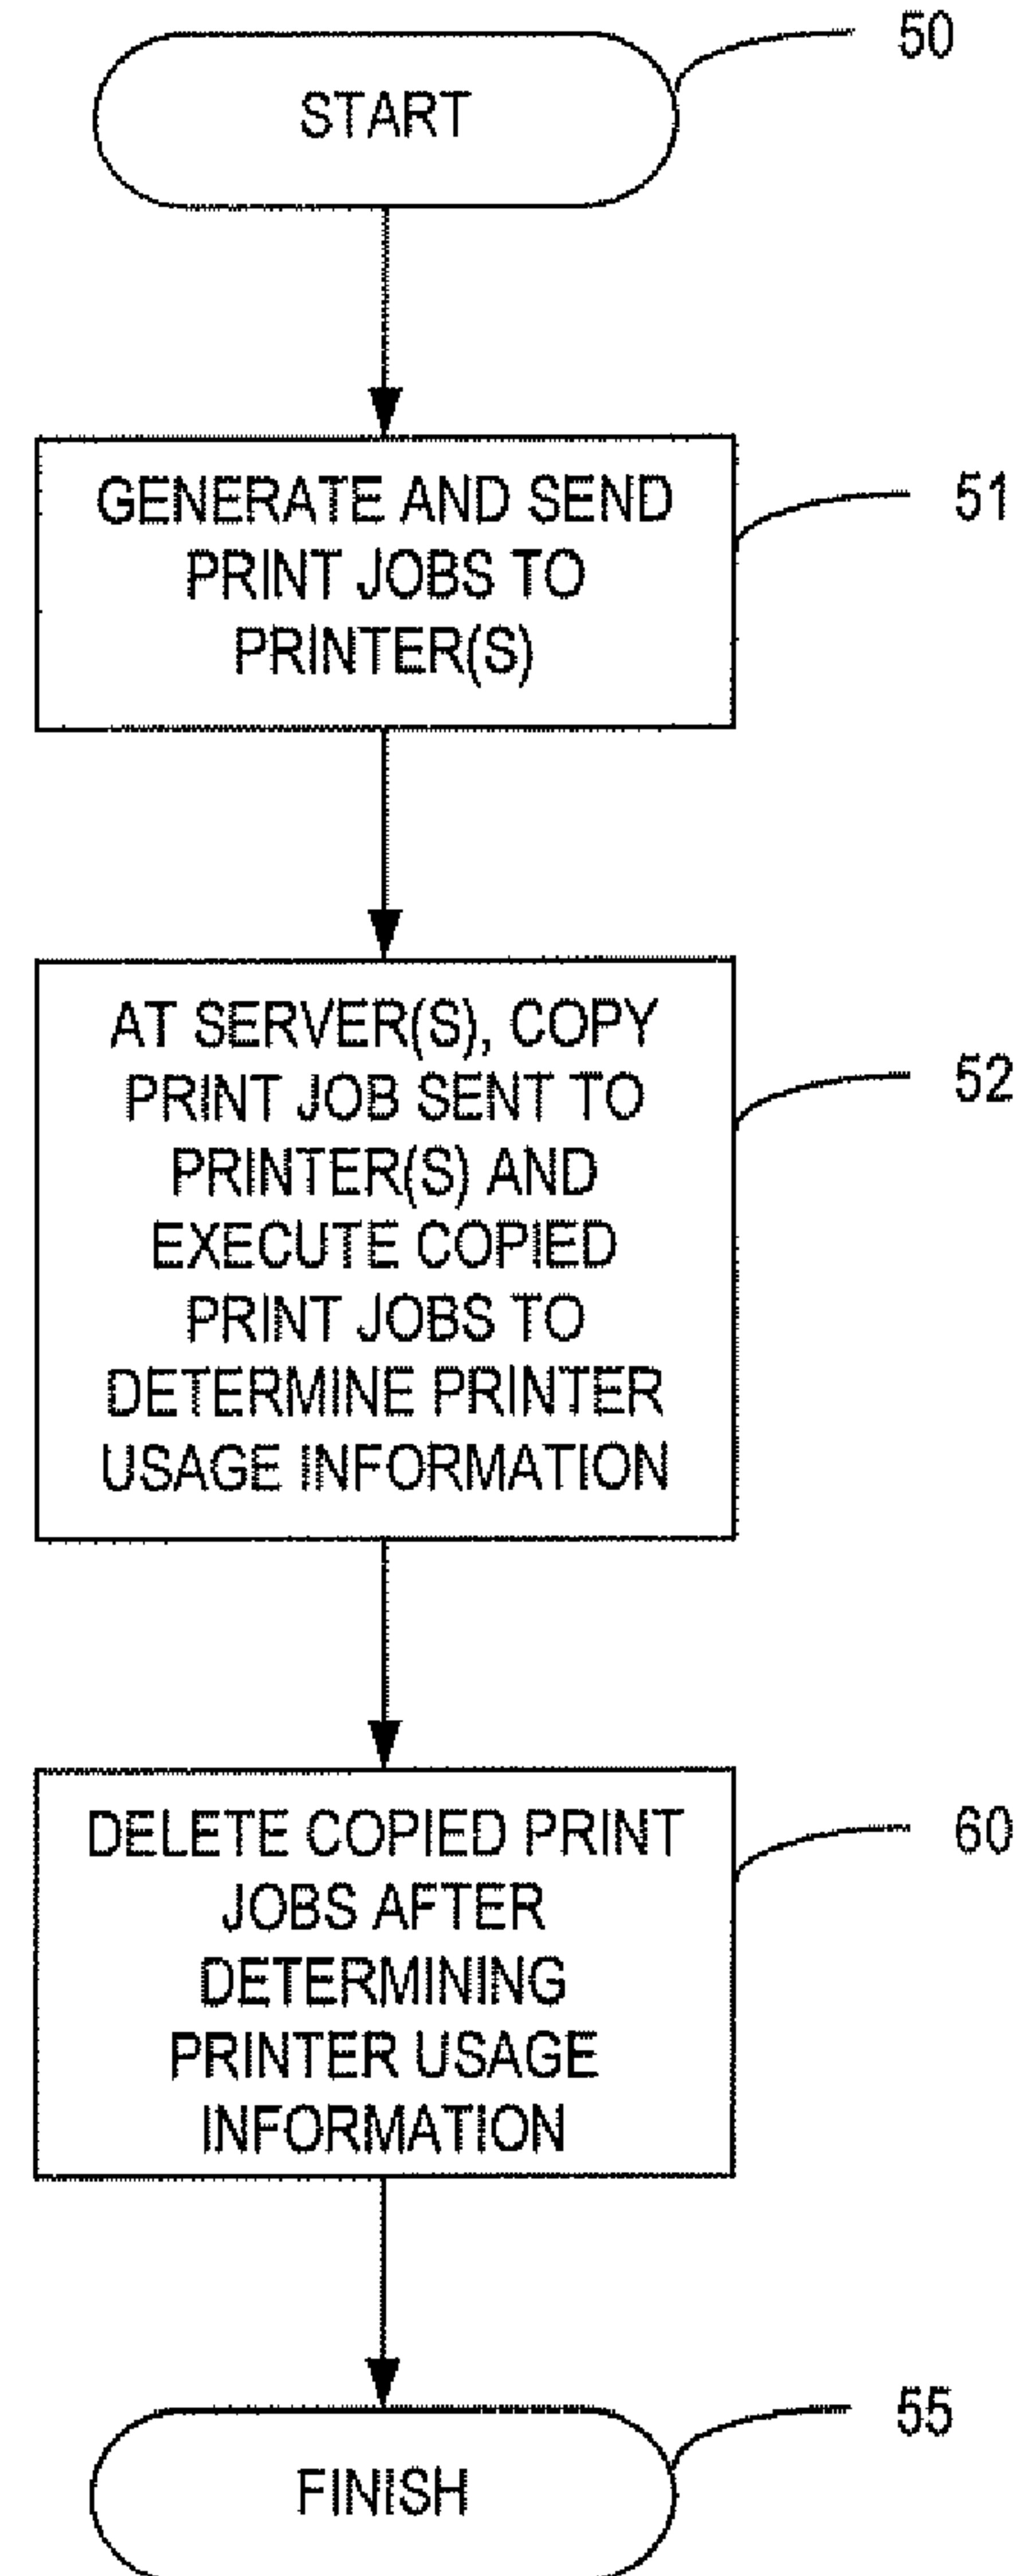 START
50
GENERATE AND SEND
PRINT JOBS TO
PRINTER(S)
51
AT SERVER(S), COPY
PRINT JOB SENT TO
PRINTER(S) AND
EXECUTE COPIED
PRINT JOBS TO
DETERMINE PRINTER
USAGE INFORMATION
52
DELETE COPIED PRINT
JOBS AFTER
DETERMINING
PRINTER USAGE
INFORMATION
60
FINISH
55